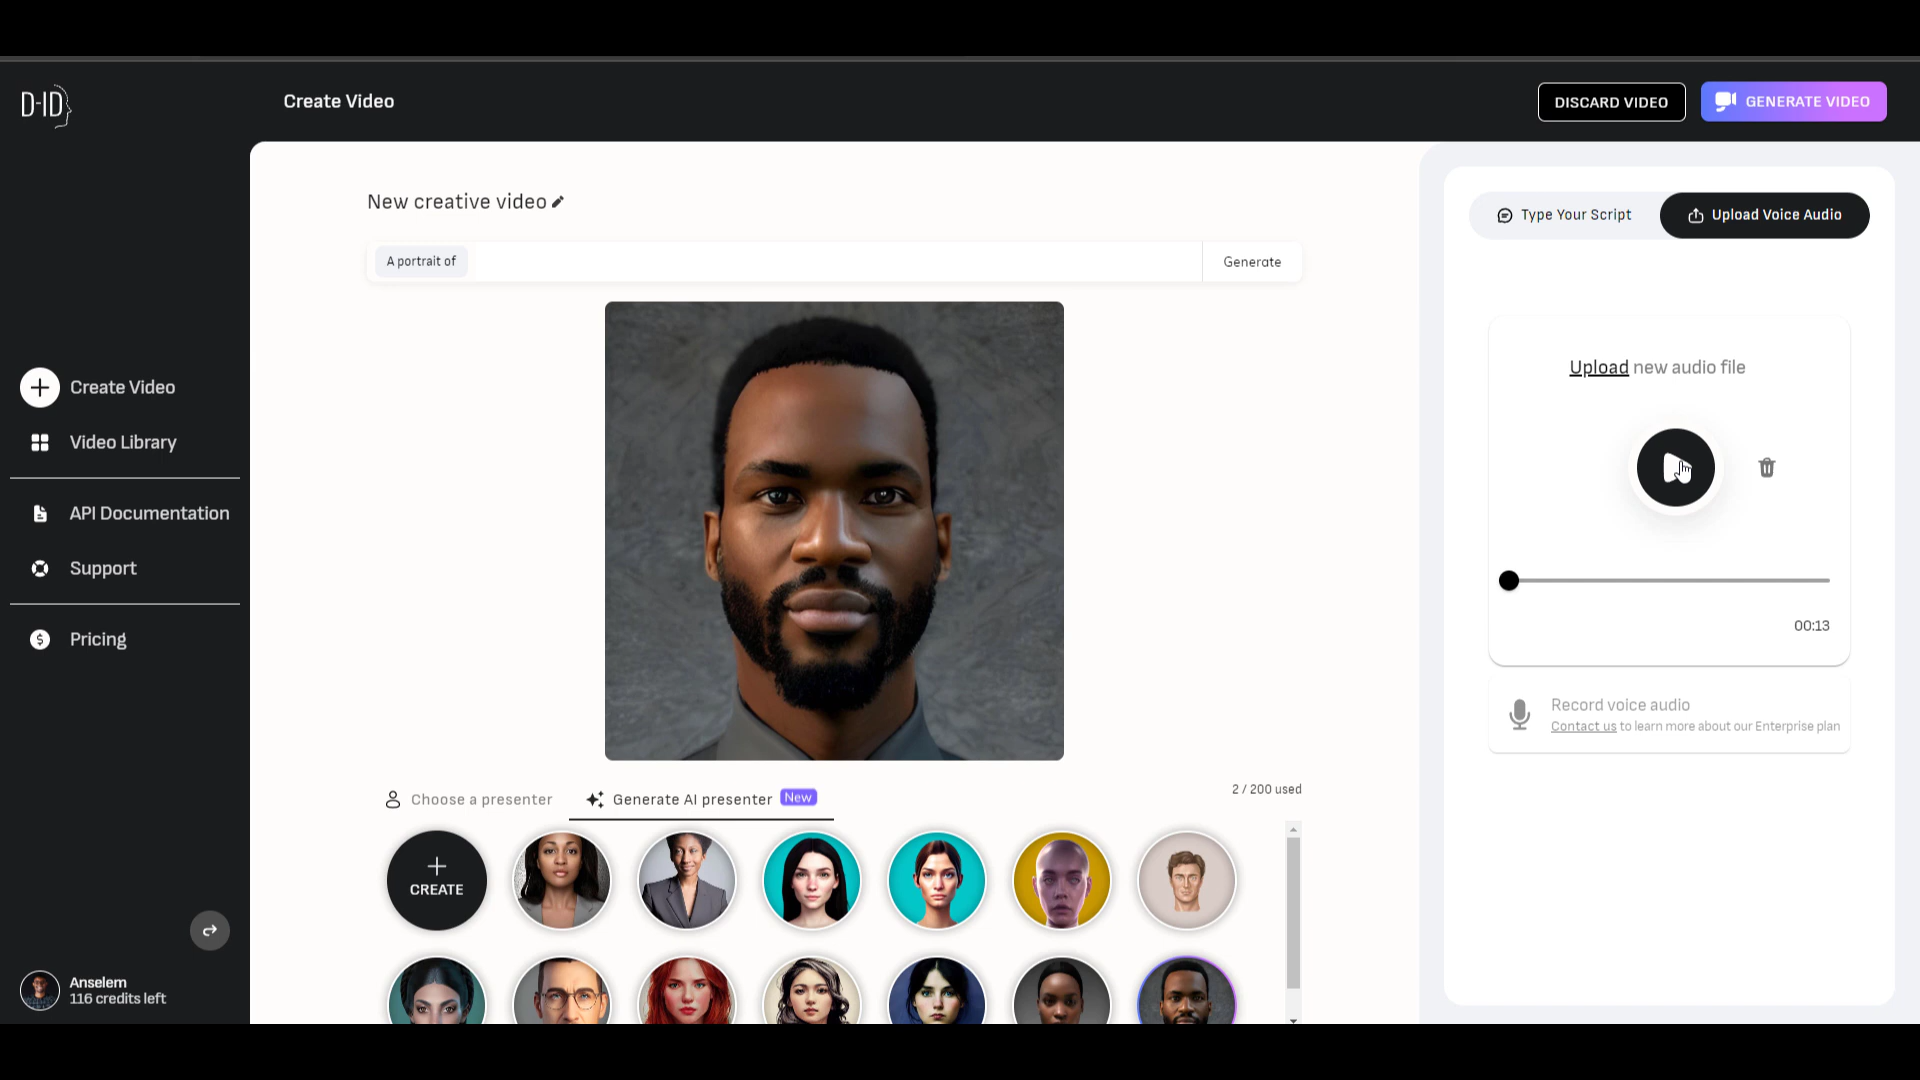 D-ID
Create Video
DISCARD VIDEO
GENERATE VIDEO
New creative video
A portrait of
Generate
Type Your Script
Upload Voice Audio
Upload new audio file
00:13
Record voice audio
Contact us to learn more about our Enterprise plan
Create Video
Video Library
API Documentation
Support
Pricing
Choose a presenter
Generate AI presenter New
2 / 200 used
CREATE
Anselem
116 credits left